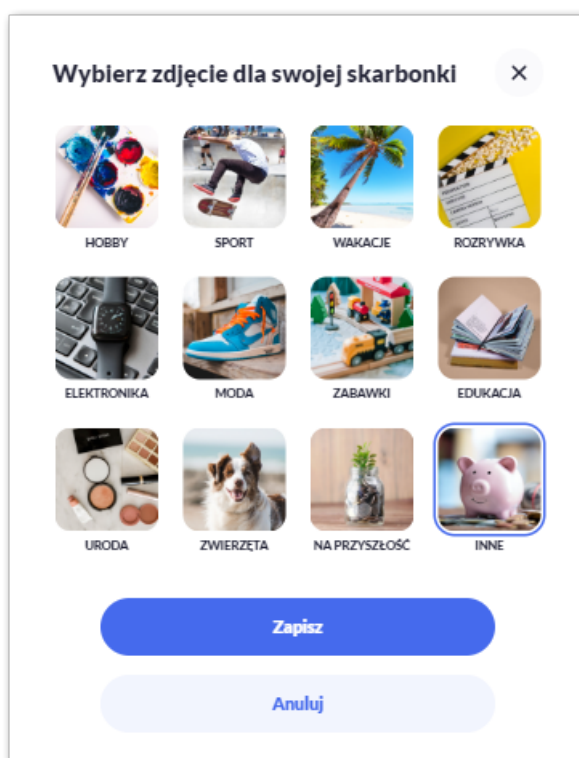 Wybierz zdjęcie dla swojej skarbonki
HOBBY SPORT WAKACJE ROZRYWKA
ELEKTRONIKA MODA ZABAWKI EDUKACJA
URODA ZWIERZĘTA NA PRZYSZŁOŚĆ INNE
Zapisz
Anuluj